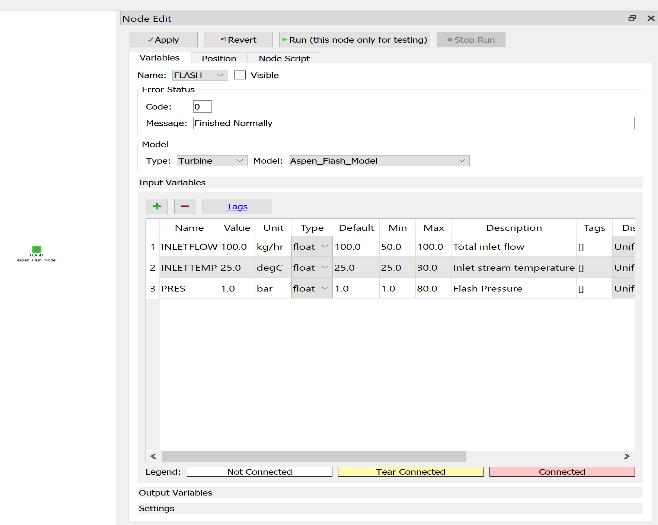 Node Edit
Apply Revert Run (this node only for testing) Stop Run
Variables Position Node Script
Name: FLASH Visible
Error Status
Code: 0
Message: Finished Normally
Model
Type: Turbine Model: Aspen_Flash_Model
Input Variables
Tags
Name Value Unit Type Default Min Max Description Tags Dis
1 INLETFLOW 100.0 kg/hr float 100.0 50.0 100.0 Total inlet flow [] Unif
2 INLETTEMP 25.0 degC float 25.0 25.0 30.0 Inlet stream temperature [] Unif
3 PRES 1.0 bar float 1.0 1.0 80.0 Flash Pressure [] Unif
FLASH
Aspen_Flash_Model
Legend: Not Connected Tear Connected Connected
Output Variables
Settings